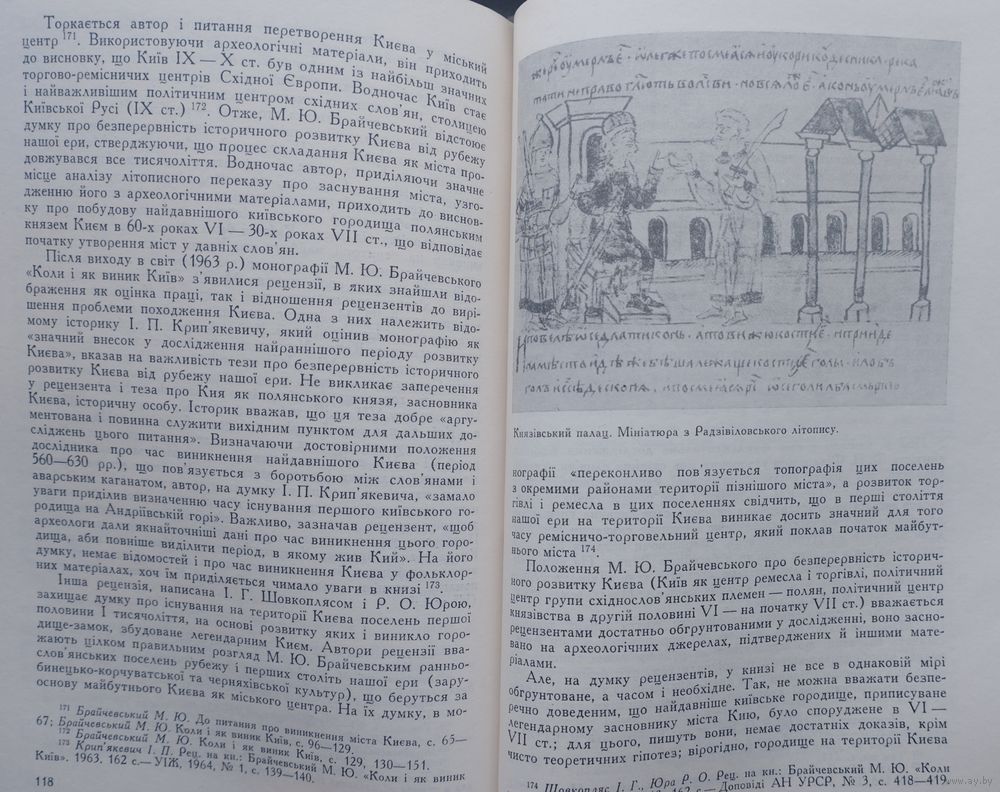 Торкається автор і питання перетворення Києва у міський
центр 171. Використовуючи археологічні матеріали, він приходить
до висновку, що Київ IX — X ст. був одним із найбільш значних
торгово-ремісничих центрів Східної Європи. Водночас Київ стає
і найважливішим політичним центром східних слов'ян, столицею
Київської Русі (IX ст.) 172. Отже, М. Ю. Брайчевський відстоює
думку про безперервність історичного розвитку Києва від рубежу
нашої ери, стверджуючи, що процес складання Києва як міста про-
довжувався все тисячоліття. Водночас автор, приділяючи значне
місце аналізу літописного переказу про заснування міста, узго-
дженню його з археологічними матеріалами, приходить до виснов-
ку про побудову найдавнішого київського городища полянським
князем Києм в 60-х роках VI — 30-х роках VII ст., що відповідає
початку утворення міст у давніх слов'ян.
Після виходу в світ (1963 р.) монографії М. Ю. Брайчевського
«Коли і як виник Київ» з'явилися рецензії, в яких знайшли відо-
браження як оцінка праці, так і відношення рецензентів до вирі-
шення проблеми походження Києва. Одна з них належить відо-
мому історику І. П. Крип'якевичу, який оцінив монографію як
«значний внесок у дослідження найранішого періоду розвитку
Києва», вказав на важливість тези про безперервність історичного
розвитку Києва від рубежу нашої ери. Не викликає заперечення
у рецензента і теза про Кия як полянського князя, засновника
Києва, історичну особу. Історик вважав, що ця теза добре «аргу-
ментована і повинна служити вихідним пунктом для дальших до-
сліджень цього питання». Визначаючи достовірними положення
дослідника про час виникнення найдавнішого Києва (період
560—630 рр.), що пов'язується з боротьбою між слов'янами і
аварським каганатом, автор, на думку І. П. Крип'якевича, «замало
уваги приділив визначенню часу існування першого київського го-
родища на Андріївській горі». Важливо, зазначав рецензент, «щоб
археологи дали якнайточніші дані про час виникнення цього горо-
дища, аби повніше виділити період, в якому жив Кий». На його
думку, немає відомостей і про час виникнення Києва у фольклор-
них матеріалах, хоч їм приділяється чимало уваги в книзі 173.
Інша рецензія, написана І. Г. Шовкоплясом і Р. О. Юрою,
захищає думку про існування на території Києва поселень першої
половини І тисячоліття, на основі розвитку яких і виникло горо-
дище-замок, збудоване легендарним Києм. Автори рецензії вва-
жають цілком правильним розгляд М. Ю. Брайчевським ранньо-
слов'янських поселень рубежу і перших століть нашої ери (зару-
бинецько-корчуватської та черняхівської культур), що беруться за
основу майбутнього Києва як міського центра. На їх думку, в мо-
171 Брайчевський М. Ю. До питання про виникнення міста Києва, с. 65—
67; Брайчевський М. Ю. Коли і як виник Київ, с. 96—129.
172 Брайчевський М. Ю. Коли і як виник Київ, с. 129, 130—151.
173 Крип'якевич І. П. Рец. на кн.: Брайчевський М. Ю. «Коли і як виник
Київ». 1963. 162 с.— УІЖ, 1964, № 1, с. 139—140.
118
Князівський палац. Мініатюра з Радзівіловського літопису.
нографії «переконливо пов'язується топографія цих поселень
з окремими районами території пізнішого міста», а розвиток тор-
гівлі і ремесла в цих поселеннях свідчить, що в перші століття
нашої ери на території Києва виникає досить значний для того
часу ремісничо-торговельний центр, який поклав початок майбут-
нього міста 174.
Положення М. Ю. Брайчевського про безперервність історич-
ного розвитку Києва (Київ як центр ремесла і торгівлі, політичний
центр групи східнослов'янських племен — полян, політичний центр
князівства в другій половині VI — на початку VII ст.) вважається
рецензентами достатньо обгрунтованими у дослідженні, воно засно-
вано на археологічних джерелах, підтверджених й іншими мате-
ріалами.
Але, на думку рецензентів, у книзі не все в однаковій мірі
обгрунтоване, а часом і необхідне. Так, не можна вважати безпе-
речно доведеним, що найдавніше київське городище, приписуване
легендарному засновнику міста Кию, було споруджене в VI —
VII ст.; для цього, пишуть вони, немає достатніх доказів, крім
чисто теоретичних гіпотез; вірогідно, городище на території Києва
174 Шовкопляс І. Г., Юра Р. О. Рец. на кн.: Брайчевський М. Ю. «Коли
162 с.— Доповіді АН УРСР, № 3, с. 418—419.
www.ay.by